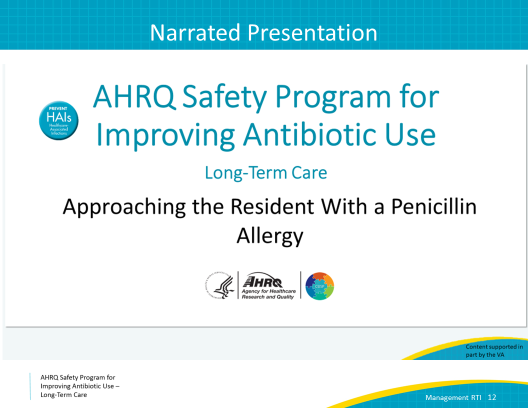 Narrated Presentation
PREVENT
HAIs
Healthcare-
Associated
Infections
AHRQ Safety Program for
Improving Antibiotic Use
Long-Term Care
Approaching the Resident With a Penicillin
Allergy
AHRQ
Agency for Healthcare
Research and Quality
Content supported in
part by the VA
AHRQ Safety Program for
Improving Antibiotic Use –
Long-Term Care
Management RTI 12